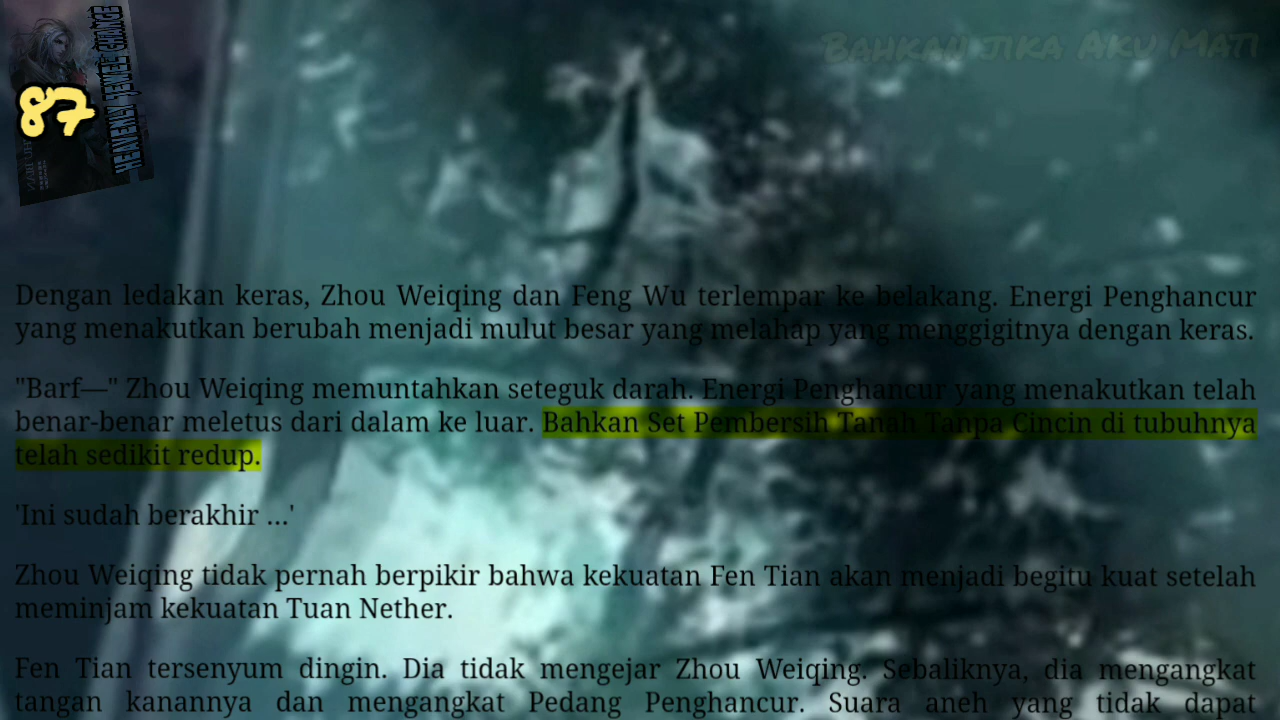 Bahkan jika Aku Mati
87
HEAVENLY JEWEL CHANGE
Dengan ledakan keras, Zhou Weiqing dan Feng Wu terlempar ke belakang. Energi Penghancur
yang menakutkan berubah menjadi mulut besar yang melahap yang menggigitnya dengan keras.
"Barf—" Zhou Weiqing memuntahkan seteguk darah. Energi Penghancur yang menakutkan telah
benar-benar meletus dari dalam ke luar. Bahkan Set Pembersih Tanah Tanpa Cincin di tubuhnya
telah sedikit redup.
'Ini sudah berakhir ...'
Zhou Weiqing tidak pernah berpikir bahwa kekuatan Fen Tian akan menjadi begitu kuat setelah
meminjam kekuatan Tuan Nether.
Fen Tian tersenyum dingin. Dia tidak mengejar Zhou Weiqing. Sebaliknya, dia mengangkat
tangan kanannya dan mengangkat Pedang Penghancur. Suara aneh yang tidak dapat